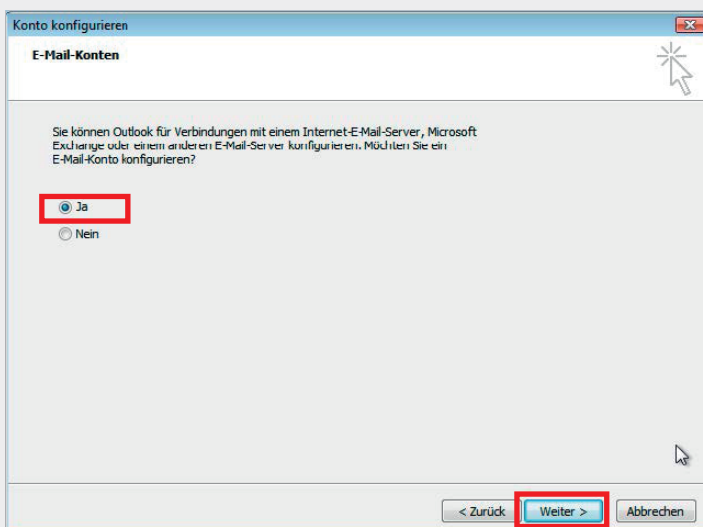 Konto konfigurieren
E-Mail-Konten
Sie können Outlook für Verbindungen mit einem Internet-E-Mail-Server, Microsoft
Exchange oder einem anderen E-Mail-Server konfigurieren. Möchten Sie ein
E-Mail-Konto konfigurieren?
Ja
Nein
< Zurück Weiter > Abbrechen